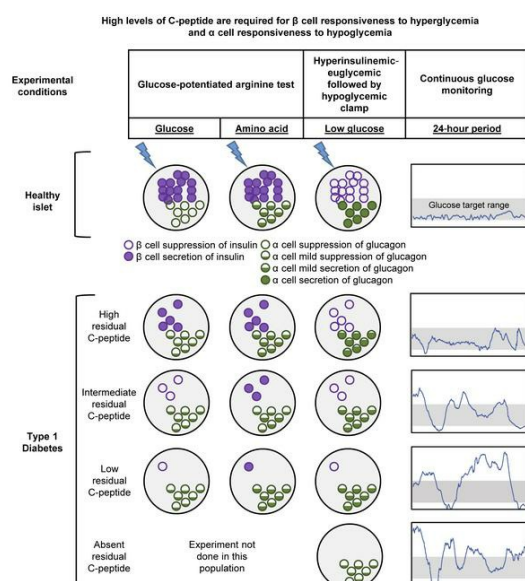 High levels of C-peptide are required for β cell responsiveness to hyperglycemia
and α cell responsiveness to hypoglycemia
Experimental
conditions
Glucose-potentiated arginine test
Hyperinsulinemic-
euglycemic
followed by
hypoglycemic
clamp
Continuous glucose
monitoring
Glucose
Amino acid
Low glucose
24-hour period
Healthy
islet
Glucose target range
β cell suppression of insulin
β cell secretion of insulin
α cell suppression of glucagon
α cell mild suppression of glucagon
α cell mild secretion of glucagon
α cell secretion of glucagon
Type 1
Diabetes
High
residual
C-peptide
Intermediate
residual
C-peptide
Low
residual
C-peptide
Absent
residual
C-peptide
Experiment not
done in this
population